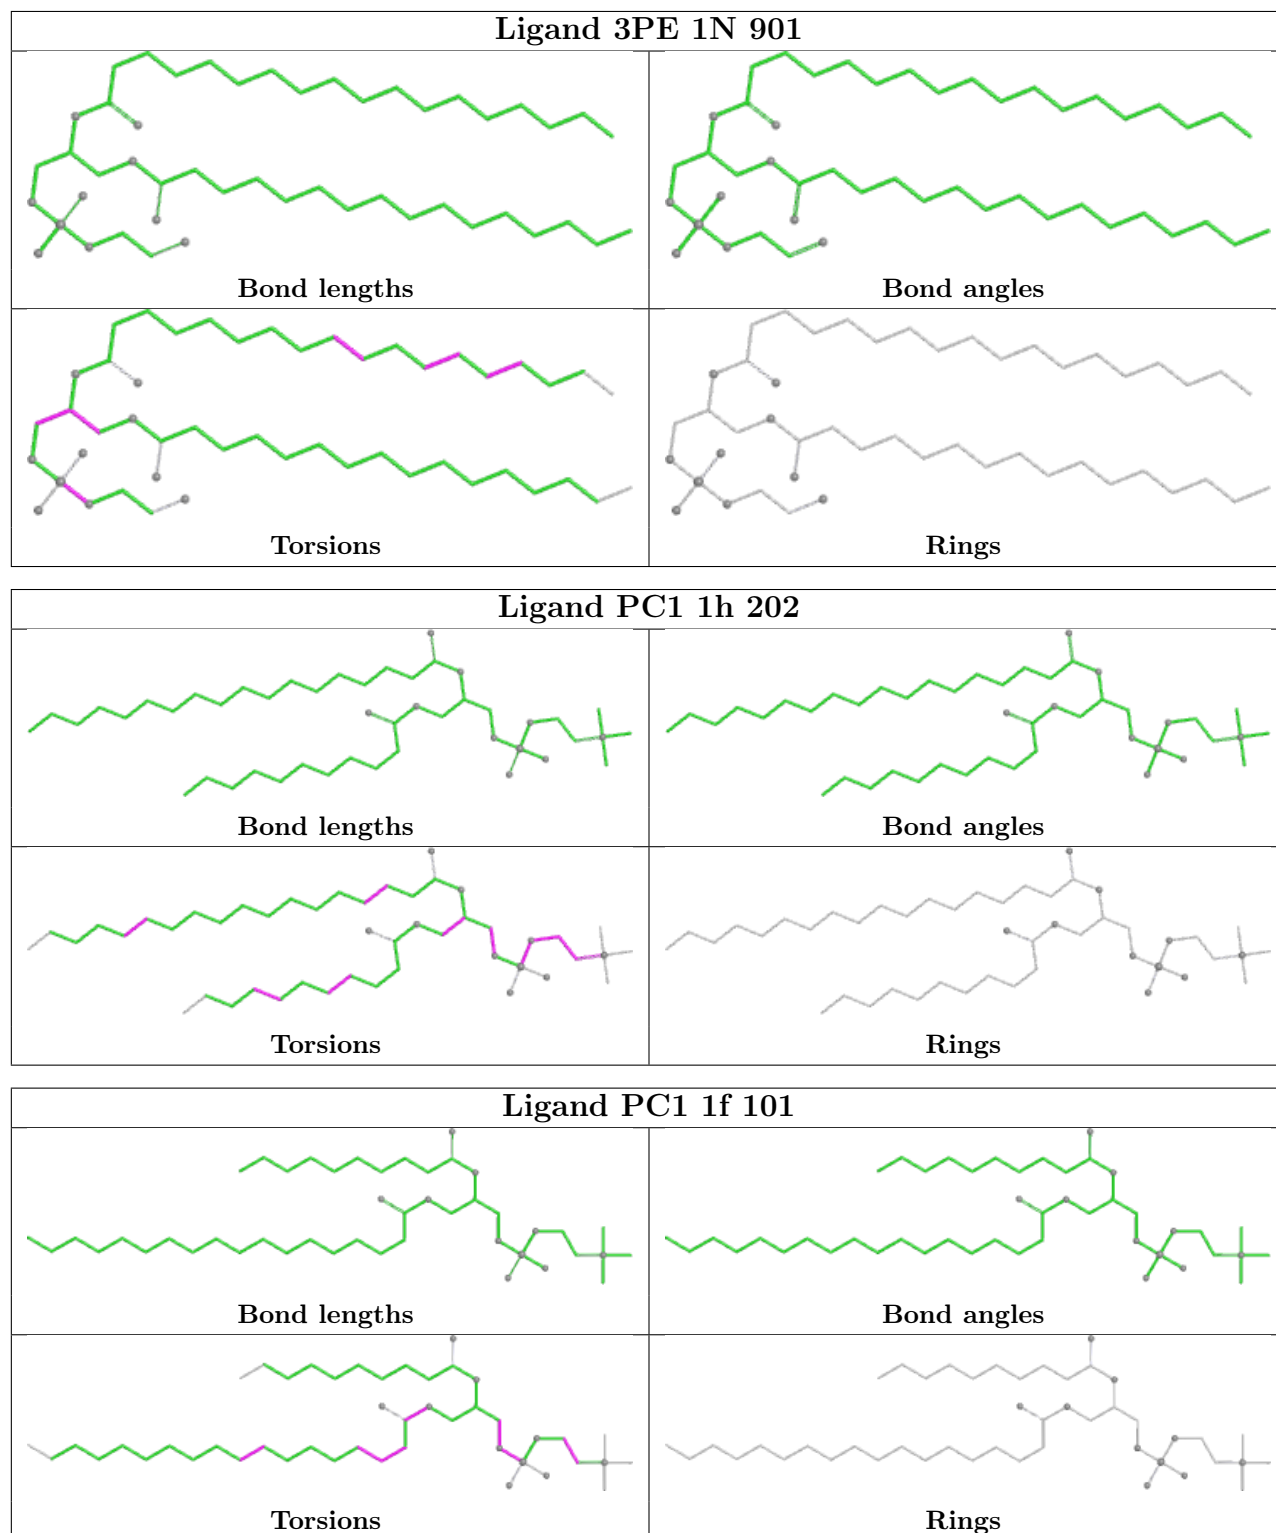 Ligand 3PE 1N 901
Bond lengths
Bond angles
Torsions
Rings
Ligand PC1 1h 202
Bond lengths
Bond angles
Torsions
Rings
Ligand PC1 1f 101
Bond lengths
Bond angles
Torsions
Rings